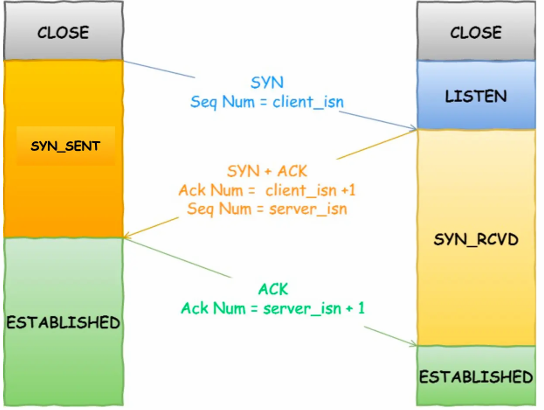 CLOSE
CLOSE
SYN
Seq Num = client_isn
LISTEN
SYN_SENT
SYN + ACK
Ack Num = client_isn +1
Seq Num = server_isn
SYN_RCVD
ACK
Ack Num = server_isn + 1
ESTABLISHED
ESTABLISHED